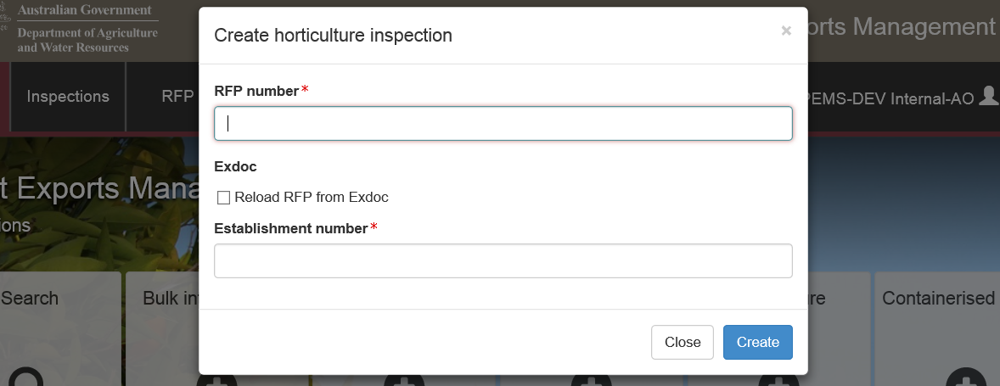 Australian Government
Department of Agriculture
and Water Resources
Create horticulture inspection
×
orts Management
Inspections
RFP
PEMS-DEV Internal-AO
RFP number*
Exdoc
Reload RFP from Exdoc
Establishment number*
t Exports Mana
ions
Search
Bulk in
re
Containerised
Close
Create